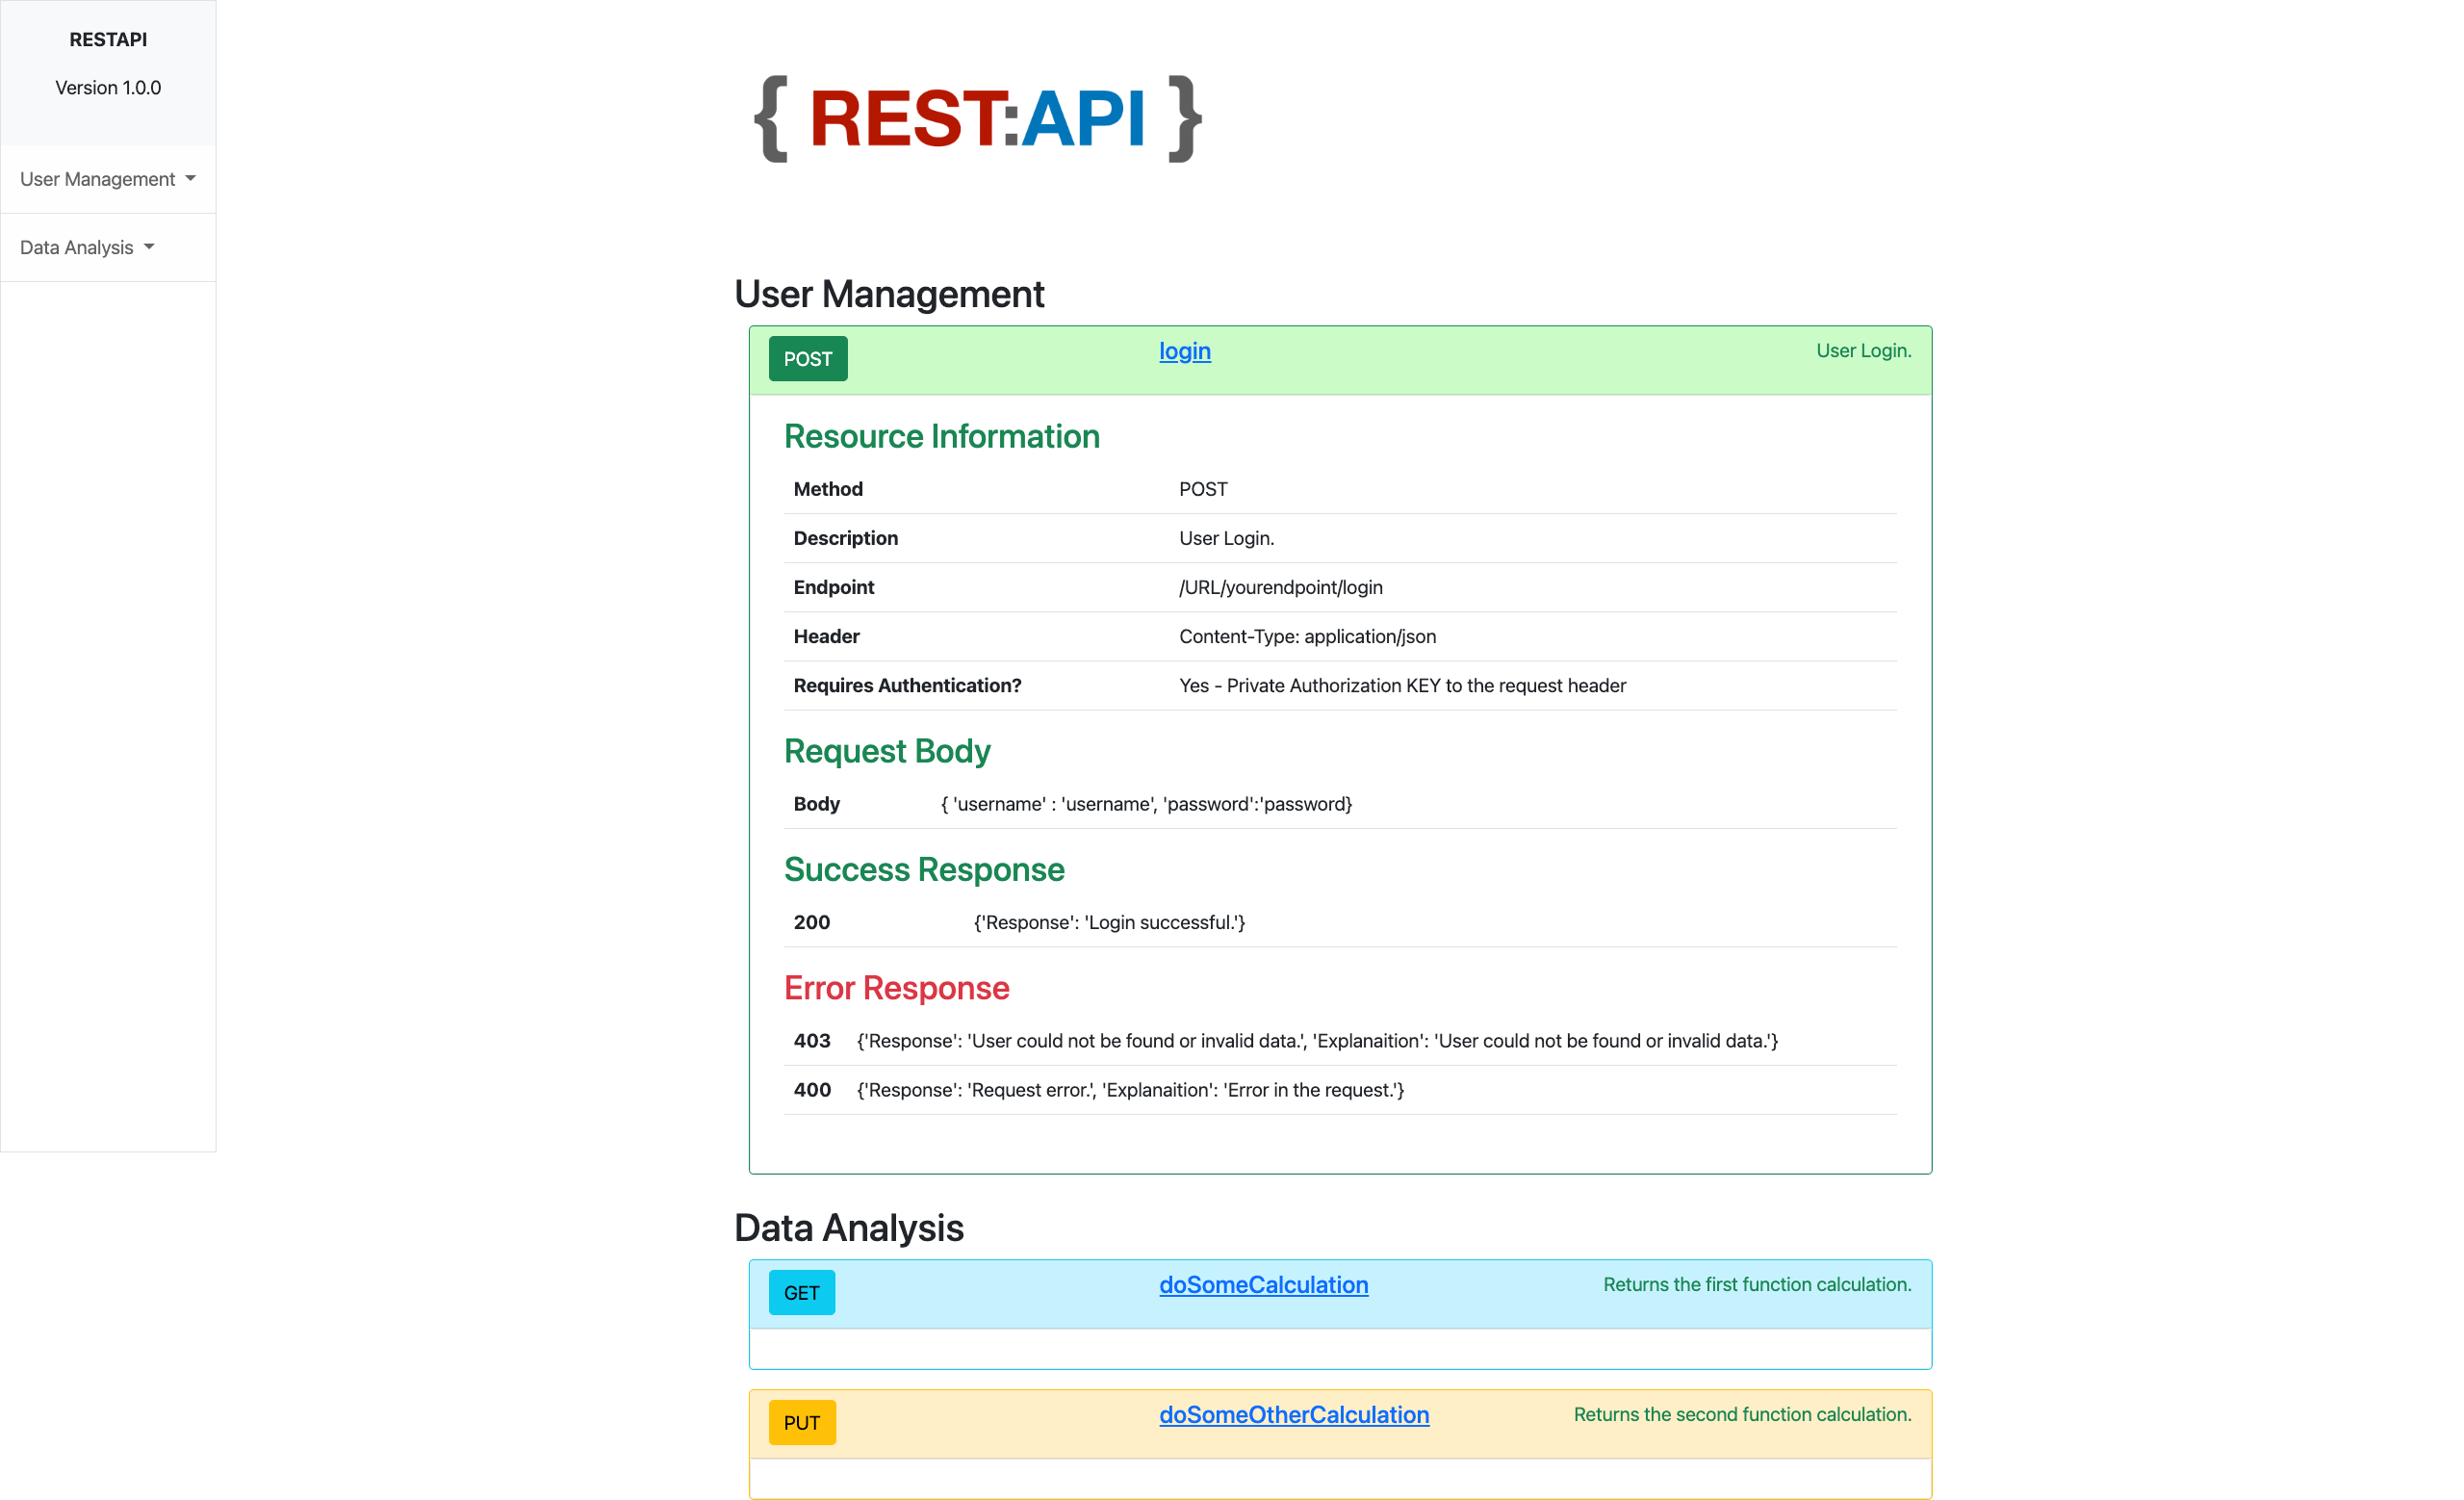 RESTAPI
Version 1.0.0
User Management
Data Analysis
{ REST:API }
User Management
POST login User Login.
Resource Information
Method POST
Description User Login.
Endpoint /URL/yourendpoint/login
Header Content-Type: application/json
Requires Authentication? Yes - Private Authorization KEY to the request header
Request Body
Body { 'username' : 'username', 'password':'password}
Success Response
200 {'Response': 'Login successful.'}
Error Response
403 {'Response': 'User could not be found or invalid data.', 'Explanaition': 'User could not be found or invalid data.'}
400 {'Response': 'Request error.', 'Explanaition': 'Error in the request.'}
Data Analysis
GET doSomeCalculation Returns the first function calculation.
PUT doSomeOtherCalculation Returns the second function calculation.